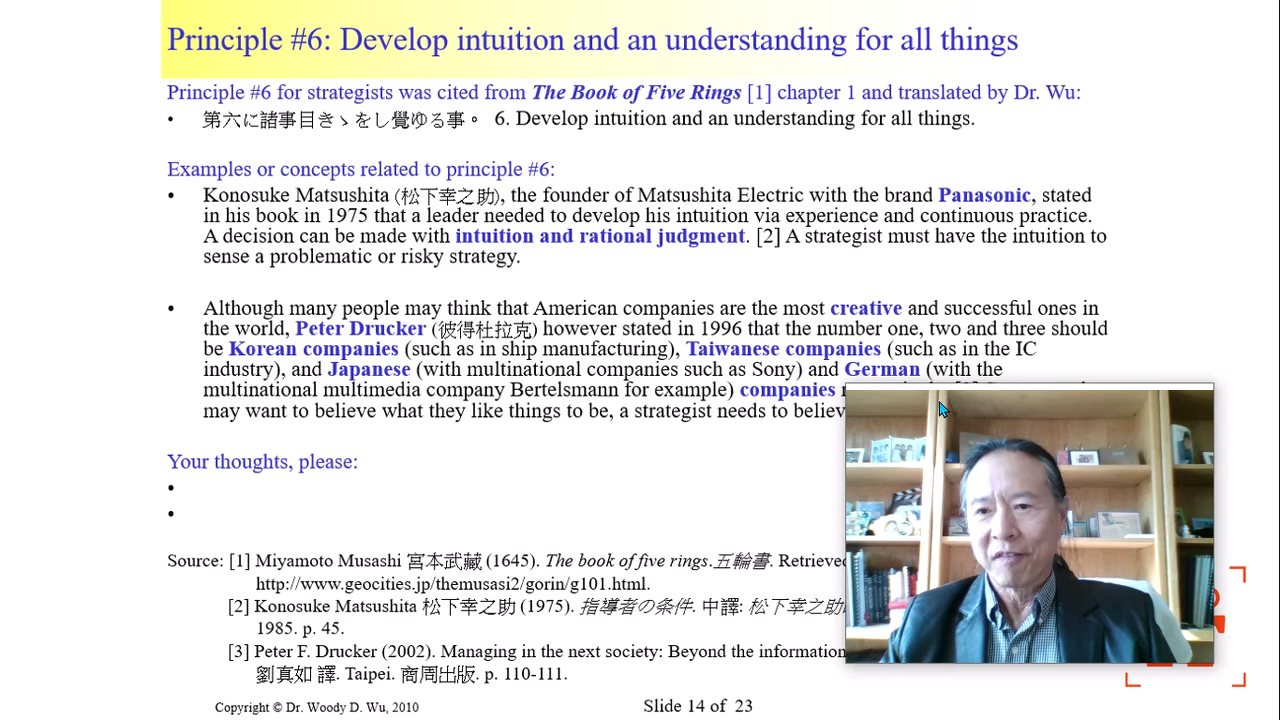 Principle #6: Develop intuition and an understanding for all things
Principle #6 for strategists was cited from The Book of Five Rings [1] chapter 1 and translated by Dr. Wu:
• 第六に諸事目きゝをし覺ゆる事。 6. Develop intuition and an understanding for all things.
Examples or concepts related to principle #6:
• Konosuke Matsushita (松下幸之助), the founder of Matsushita Electric with the brand Panasonic, stated
in his book in 1975 that a leader needed to develop his intuition via experience and continuous practice.
A decision can be made with intuition and rational judgment. [2] A strategist must have the intuition to
sense a problematic or risky strategy.
• Although many people may think that American companies are the most creative and successful ones in
the world, Peter Drucker (彼得杜拉克) however stated in 1996 that the number one, two and three should
be Korean companies (such as in ship manufacturing), Taiwanese companies (such as in the IC
industry), and Japanese (with multinational companies such as Sony) and German (with the
multinational multimedia company Bertelsmann for example) companies
may want to believe what they like things to be, a strategist needs to
Your thoughts, please:
•
•
Source: [1] Miyamoto Musashi 宮本武藏 (1645). The book of five rings.五輪書.
http://www.geocities.jp/themusasi2/gorin/g101.html.
[2] Konosuke Matsushita 松下幸之助 (1975). 指導者の条件. 中譯: 松下幸之助
1985. p. 45.
[3] Peter F. Drucker (2002). Managing in the next society: Beyond the information
劉真如 譯. Taipei. 商周出版. p. 110-111.
Copyright © Dr. Woody D. Wu, 2010
Slide 14 of 23